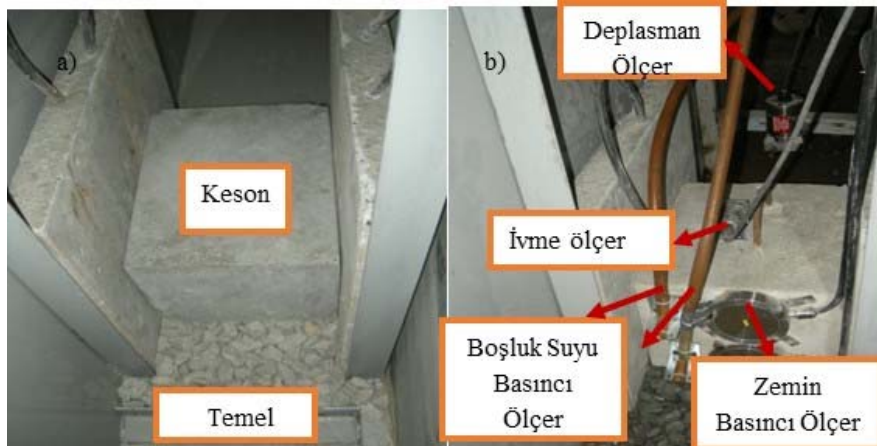 a)
Keson
Temel
b)
Deplasman
Ölçer
İvme ölçer
Boşluk Suyu
Basıncı
Ölçer
Zemin
Basıncı Ölçer